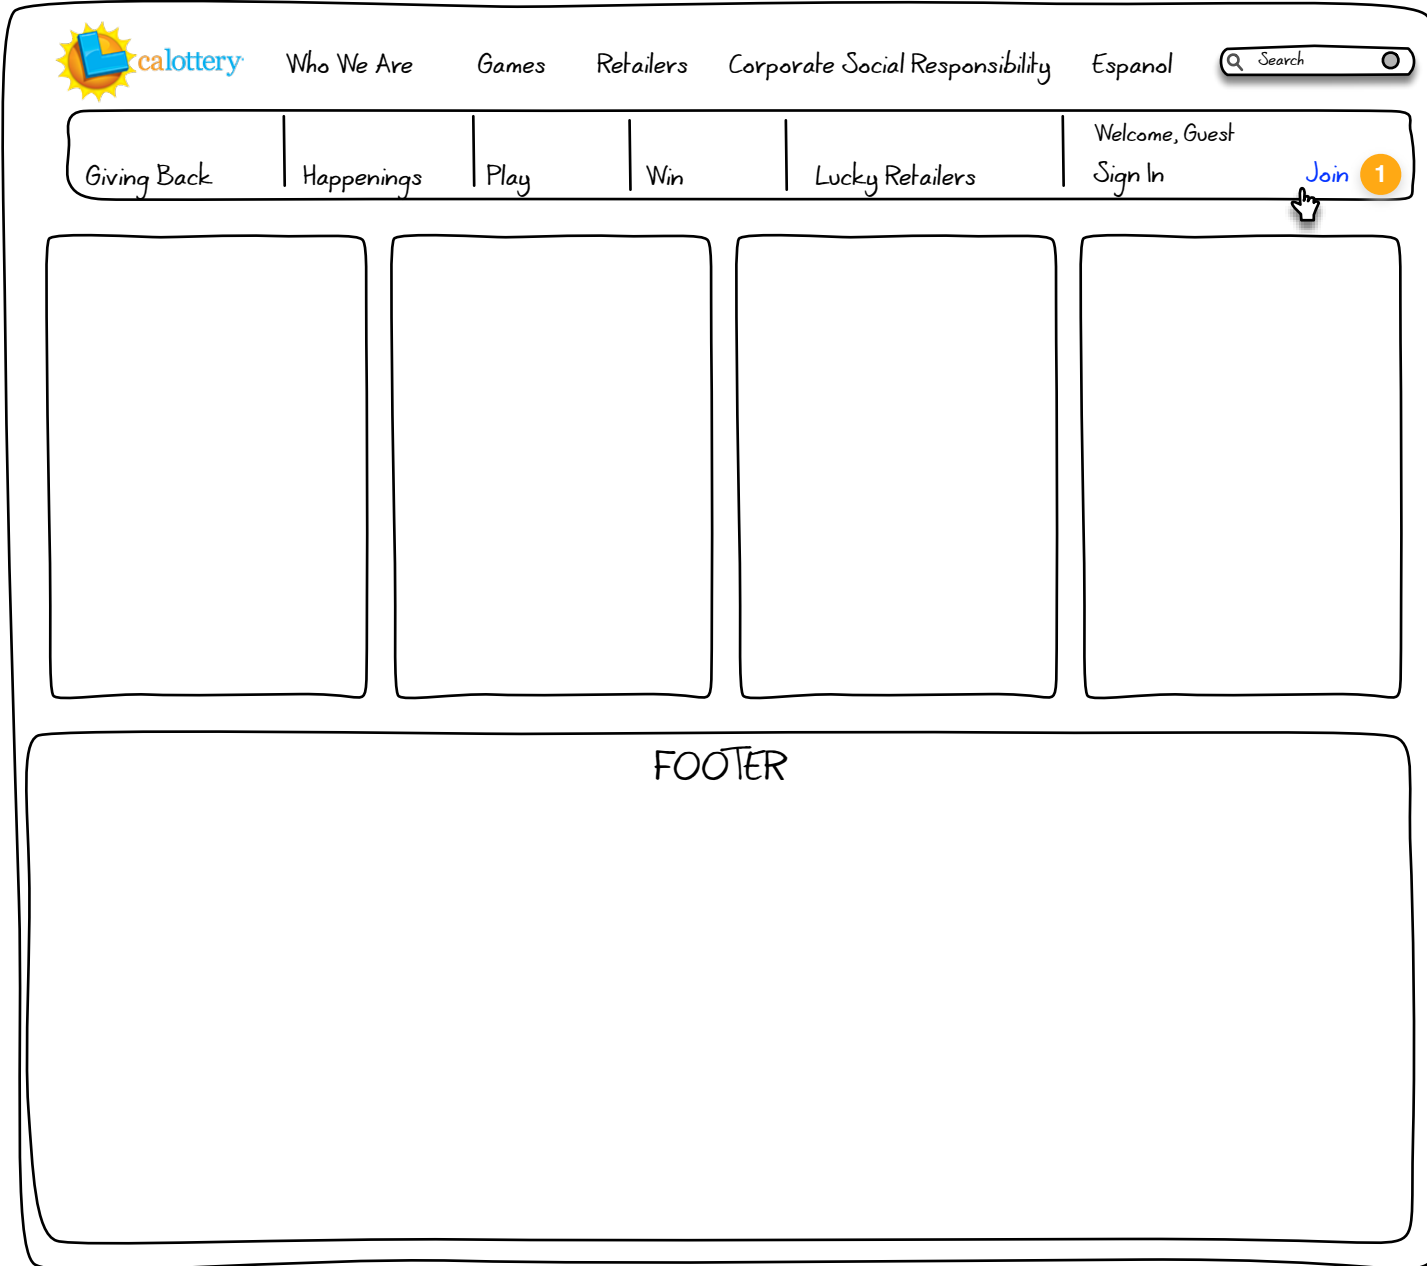 calottery
Who We Are Games Retailers Corporate Social Responsibility Espanol Search
Welcome, Guest
Giving Back Happenings Play Win Lucky Retailers Sign In Join 1
FOOTER